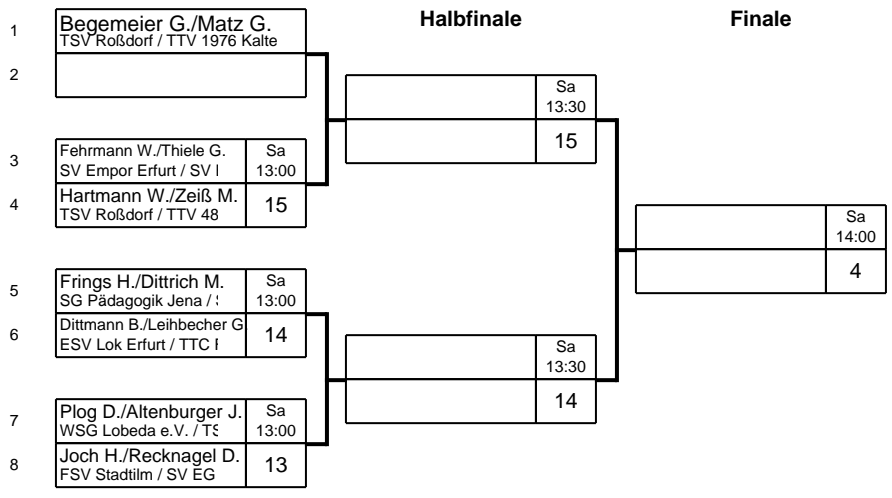 Halbfinale
Finale
1
Begemeier G./Matz G.
TSV Roßdorf / TTV 1976 Kalte
2
Sa
13:30
15
3
Fehrmann W./Thiele G.
SV Empor Erfurt / SV
Sa
13:00
4
Hartmann W./Zeiß M.
TSV Roßdorf / TTV 48
15
Sa
14:00
4
5
Frings H./Dittrich M.
SG Pädagogik Jena /
Sa
13:00
6
Dittmann B./Leihbecher G
ESV Lok Erfurt / TTC
14
Sa
13:30
14
7
Plog D./Altenburger J.
WSG Lobeda e.V. / TS
Sa
13:00
8
Joch H./Recknagel D.
FSV Stadtilm / SV EG
13